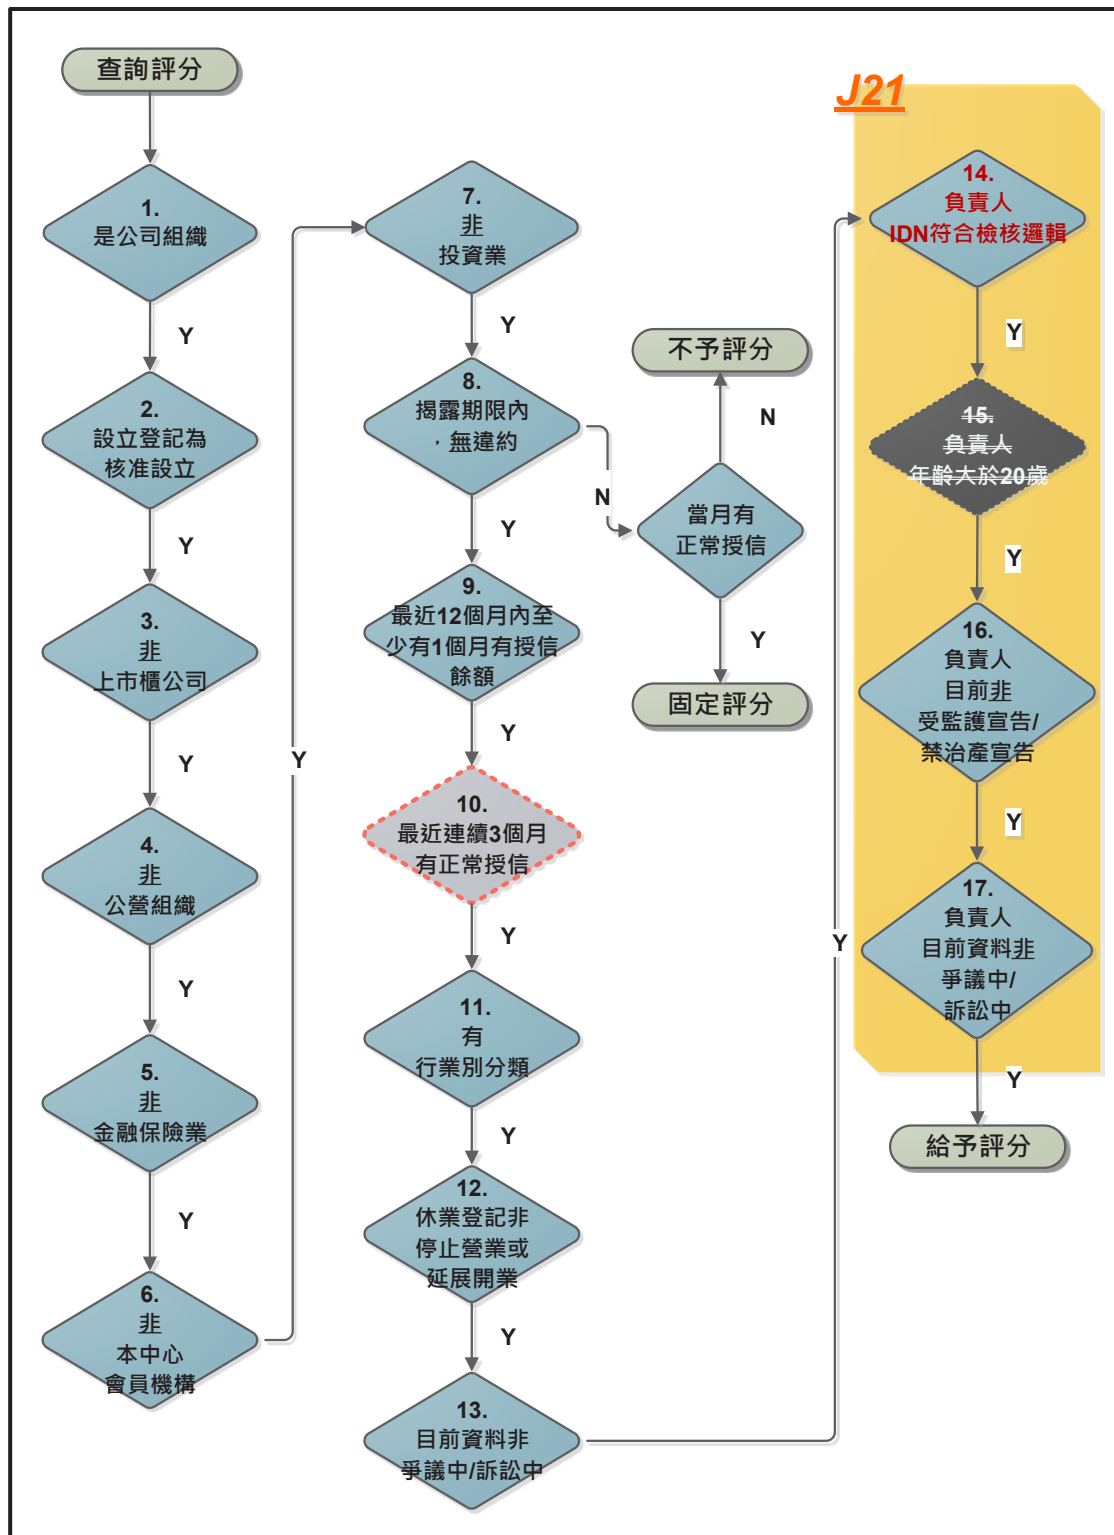 查詢評分
1.
是公司組織
Y
2.
設立登記為
核准設立
Y
3.
非
上市櫃公司
Y
4.
非
公營組織
Y
5.
非
金融保險業
Y
6.
非
本中心
會員機構
Y
7.
非
投資業
Y
8.
揭露期限內
，無違約
N
當月有
正常授信
N
不予評分
Y
固定評分
Y
9.
最近12個月內至
少有1個月有授信
餘額
Y
10.
最近連續3個月
有正常授信
Y
11.
有
行業別分類
Y
12.
休業登記非
停止營業或
延展開業
Y
13.
目前資料非
爭議中/訴訟中
Y
J21
14.
負責人
IDN符合檢核邏輯
Y
15.
負責人
年齡大於20歲
Y
16.
負責人
目前非
受監護宣告/
禁治產宣告
Y
17.
負責人
目前資料非
爭議中/
訴訟中
Y
給予評分